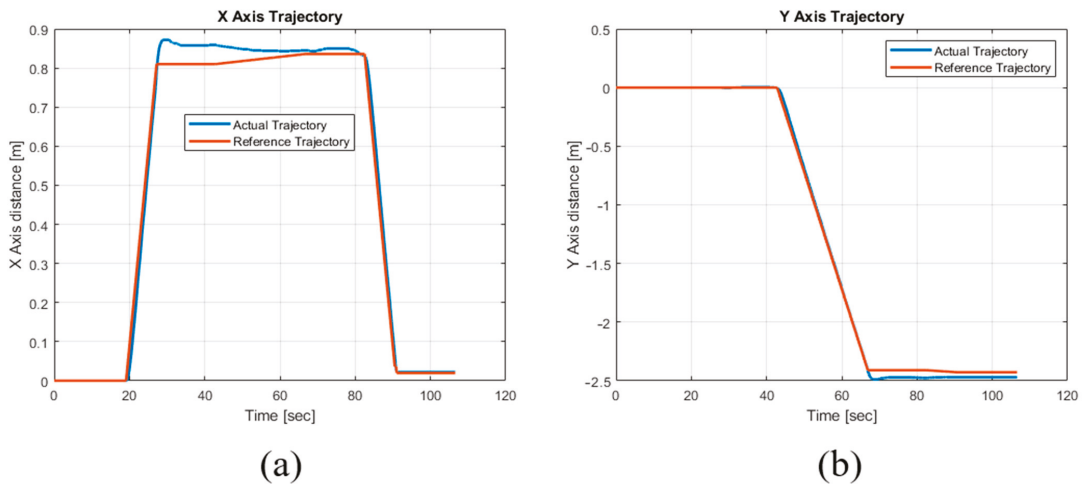 X Axis Trajectory
0.9
0.8
0.7
0.6
0.5
0.4
0.3
0.2
0.1
0
X Axis distance [m]
Actual Trajectory
Reference Trajectory
0 20 40 60 80 100 120
Time [sec]
(a)
Y Axis Trajectory
0.5
0
-0.5
-1
-1.5
-2
-2.5
Y Axis distance [m]
Actual Trajectory
Reference Trajectory
0 20 40 60 80 100 120
Time [sec]
(b)